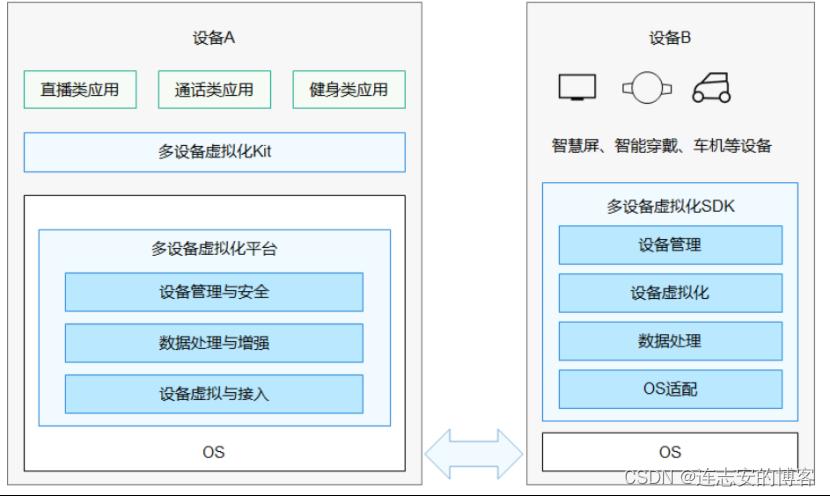 设备A
直播类应用
通话类应用
健身类应用
多设备虚拟化Kit
多设备虚拟化平台
设备管理与安全
数据处理与增强
设备虚拟与接入
OS
设备B
智慧屏、智能穿戴、车机等设备
多设备虚拟化SDK
设备管理
设备虚拟化
数据处理
OS适配
OS
CSDN @连志安的博客